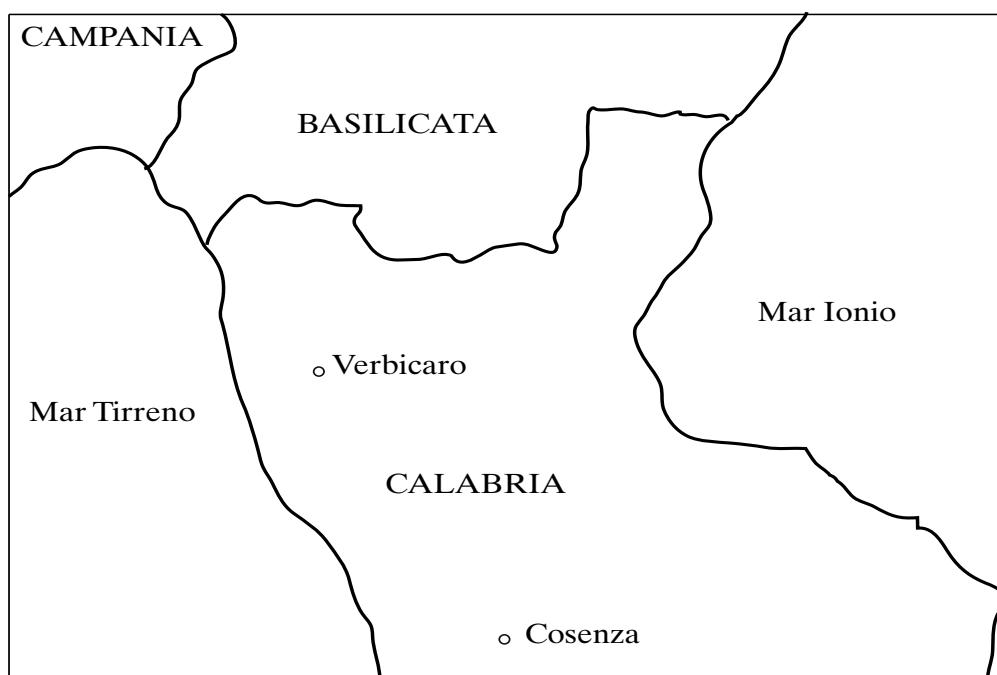 CAMPANIA
BASILICATA
Mar Ionio
Verbicaro
Mar Tirreno
CALABRIA
Cosenza